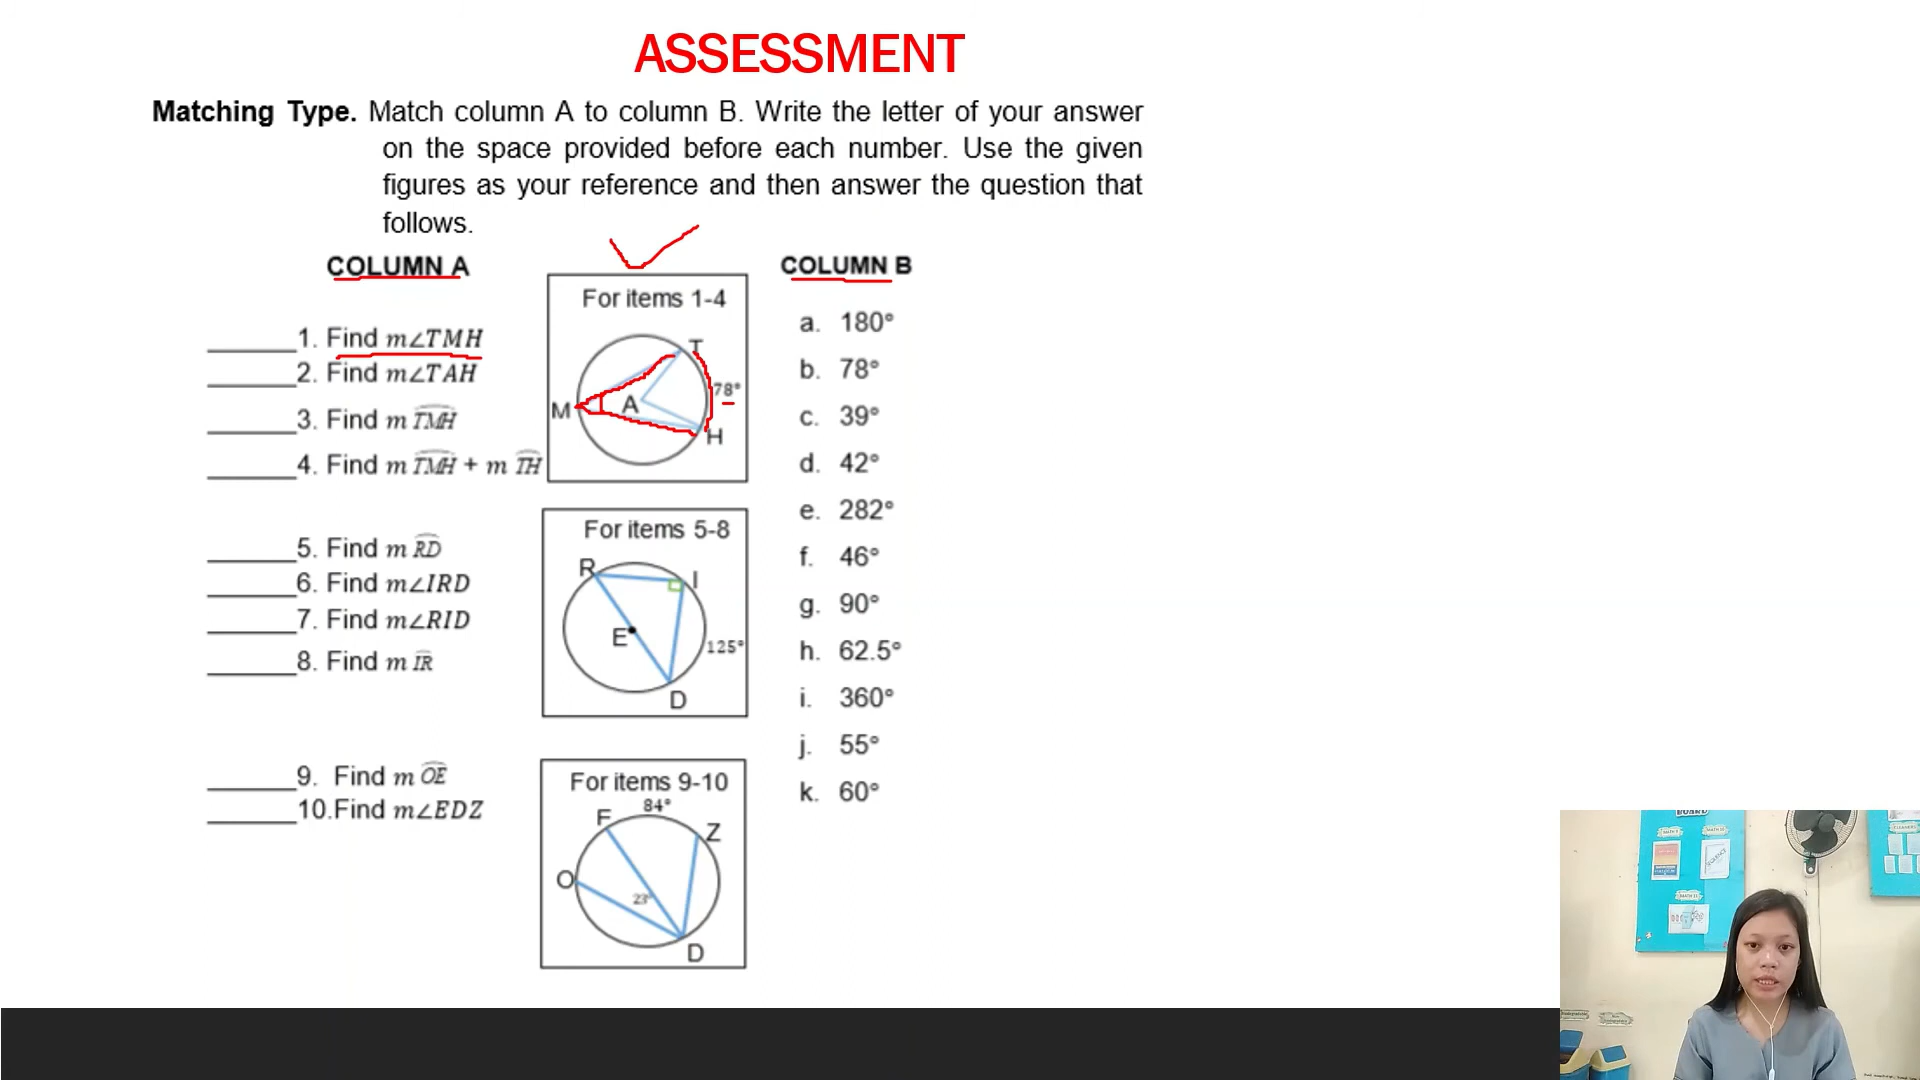 ASSESSMENT
Matching Type. Match column A to column B. Write the letter of your answer
on the space provided before each number. Use the given
figures as your reference and then answer the question that
follows.
COLUMN A
1. Find m∠TMH
2. Find m∠TAH
3. Find m TMH
4. Find m TMH + m TH
5. Find m RD
6. Find m∠IRD
7. Find m∠RID
8. Find m IR
9. Find m OE
10.Find m∠EDZ
For items 1-4
T
78°
M
A
H
For items 5-8
R
I
E
125°
D
For items 9-10
84°
F
Z
O
23°
D
COLUMN B
a. 180°
b. 78°
c. 39°
d. 42°
e. 282°
f. 46°
g. 90°
h. 62.5°
i. 360°
j. 55°
k. 60°